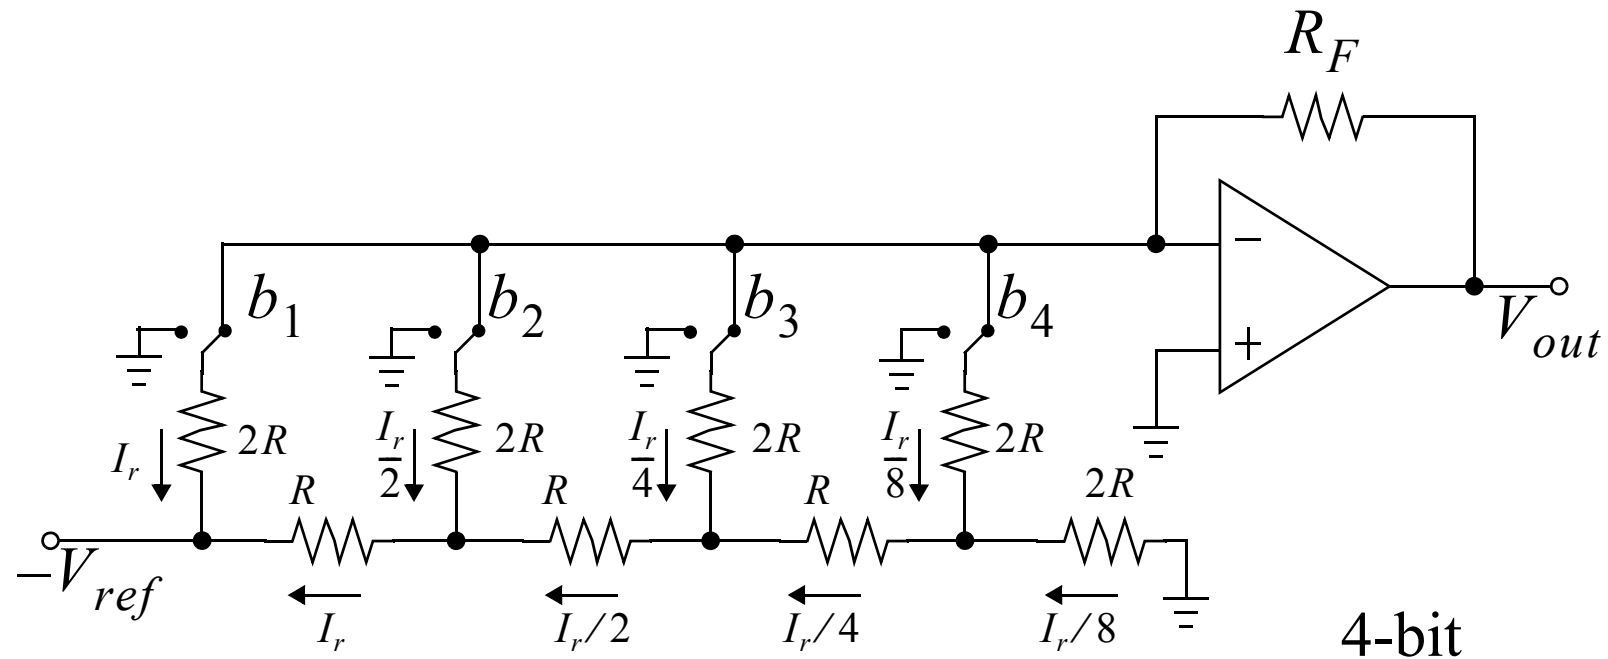 R_F
b_1
b_2
b_3
b_4
−
+
V_out
I_r
2R
I_r/2
2R
I_r/4
2R
I_r/8
2R
R
R
R
2R
−V_ref
I_r
I_r/2
I_r/4
I_r/8
4-bit